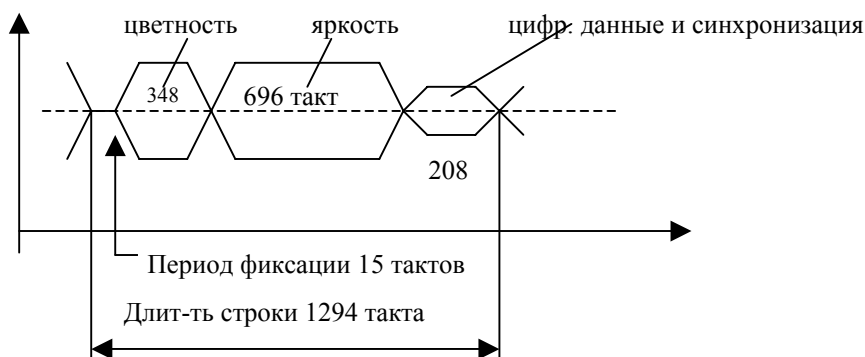 цветность яркость цифр. данные и синхронизация
348 696 такт
208
Период фиксации 15 тактов
Длит-ть строки 1294 такта